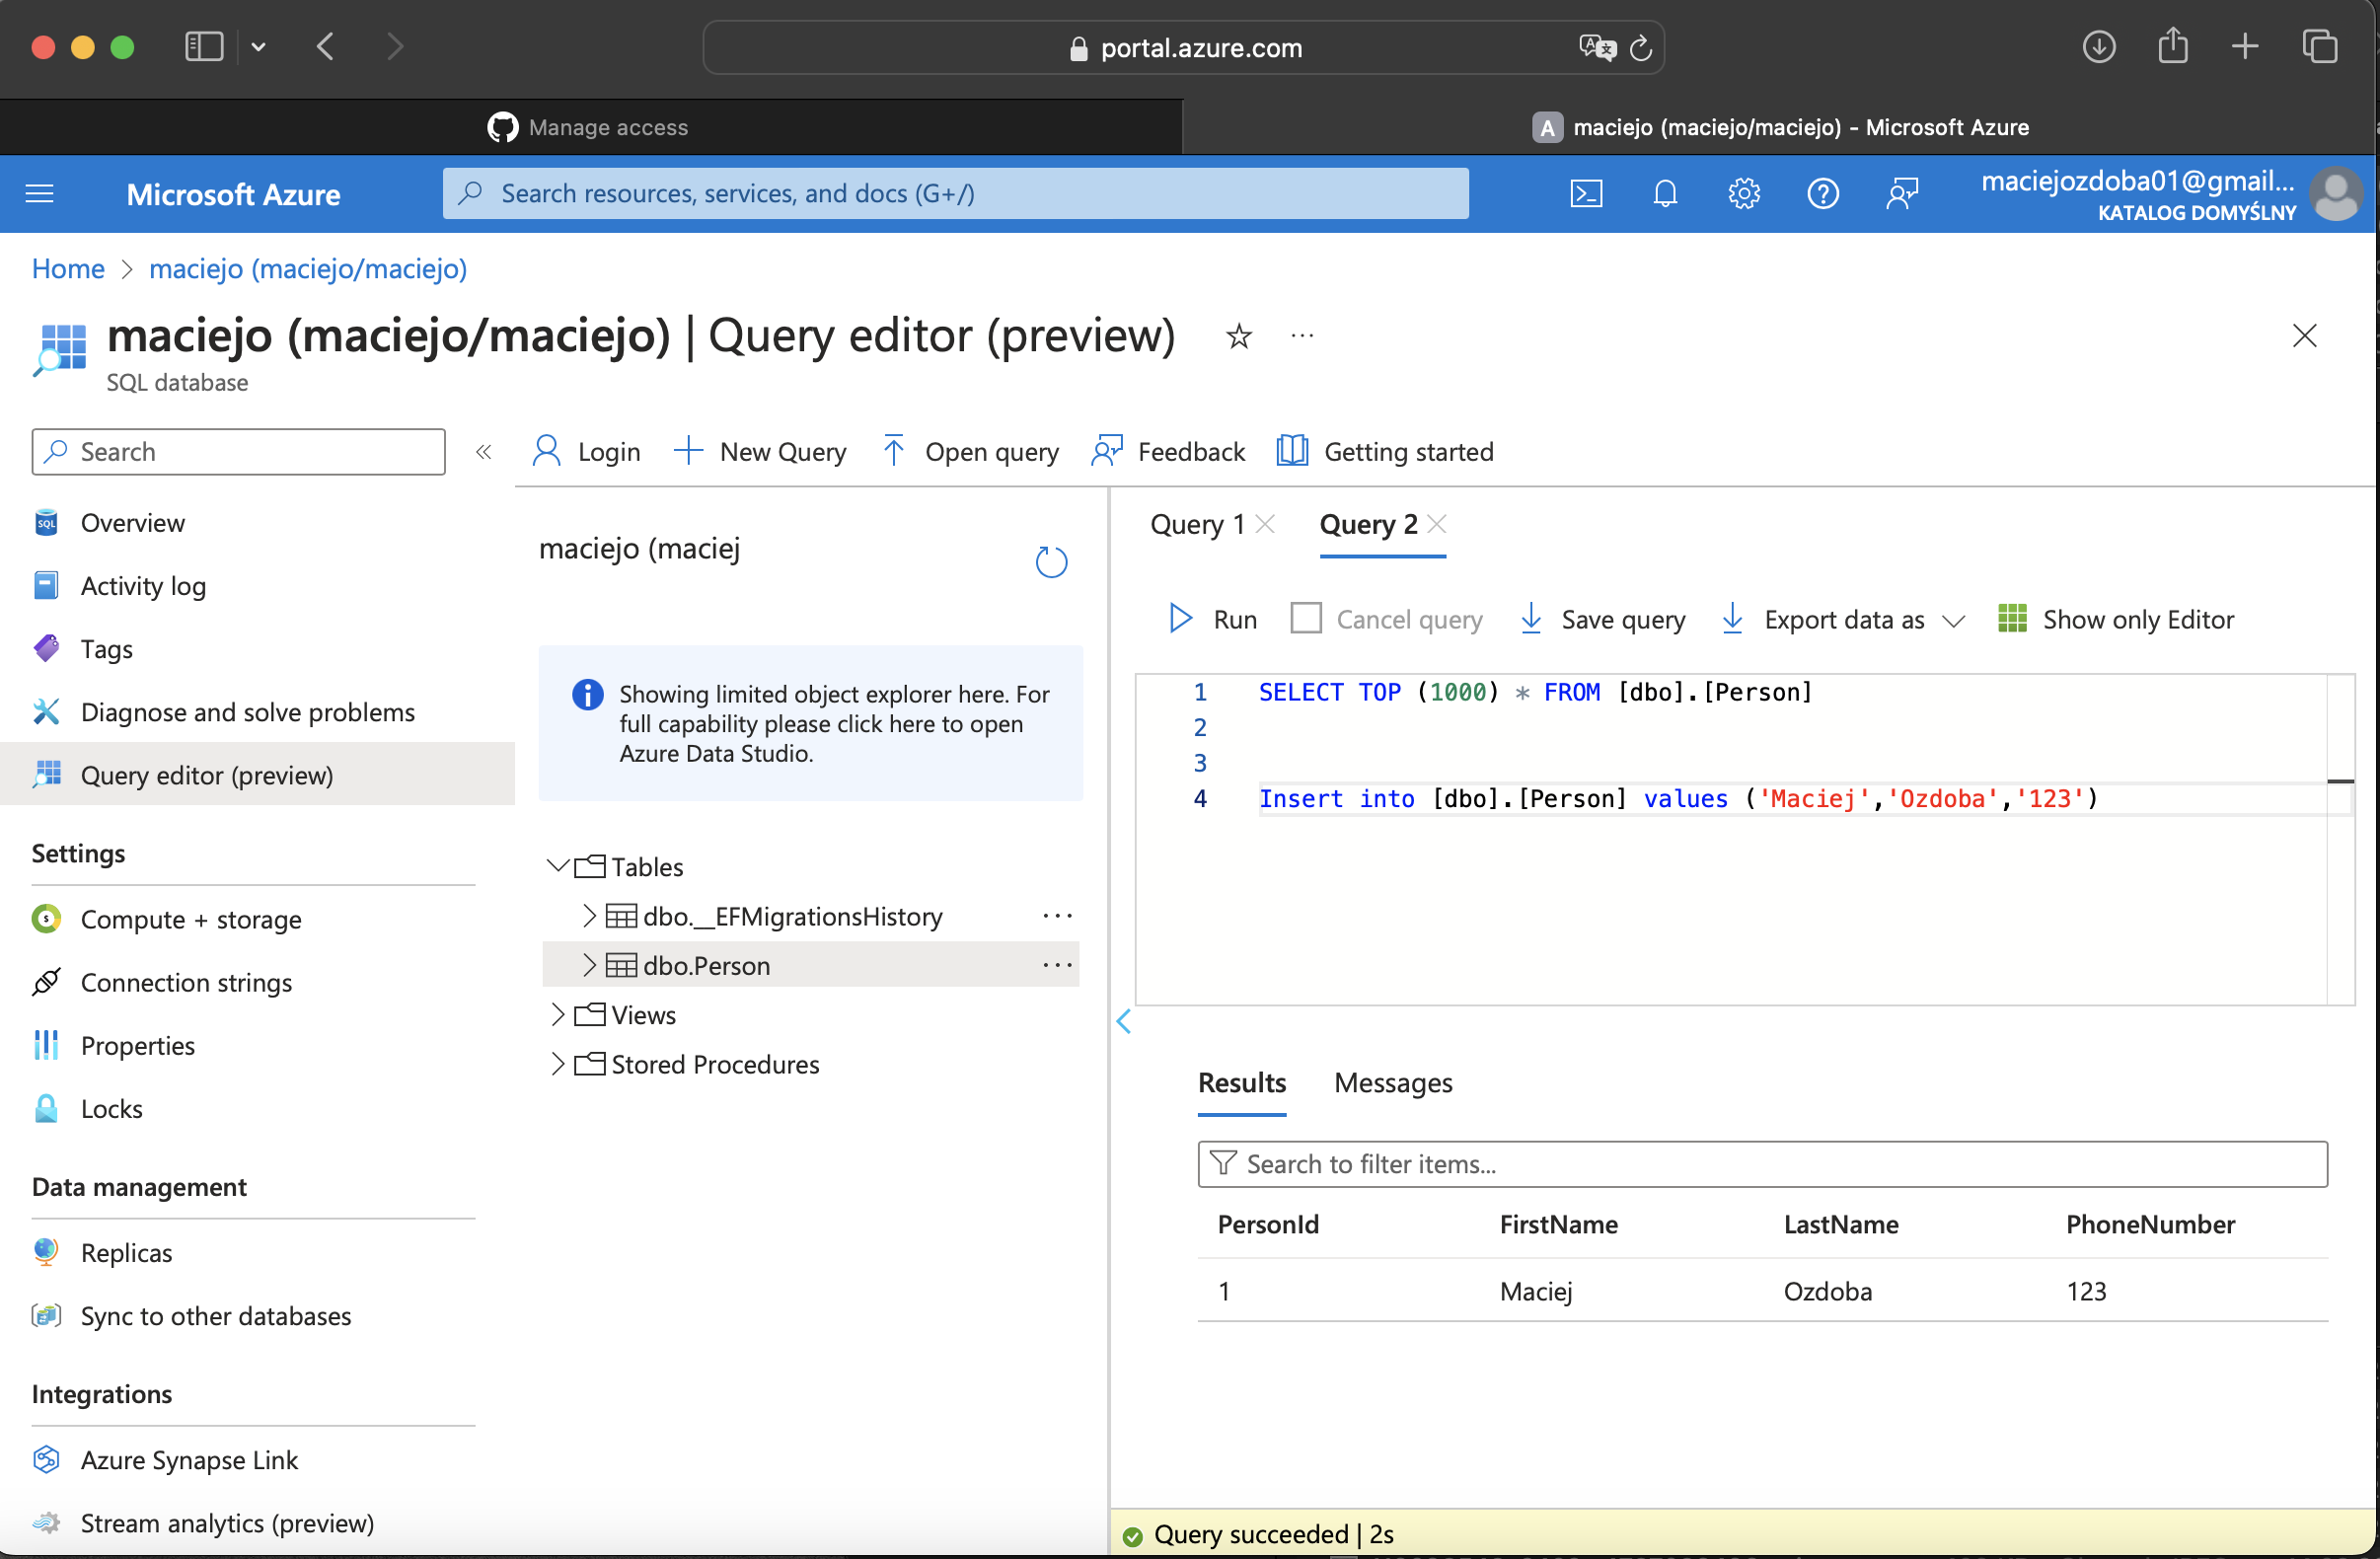 portal.azure.com
Manage access
A maciejo (maciejo/maciejo) - Microsoft Azure
Microsoft Azure
Search resources, services, and docs (G+/)
maciejozdoba01@gmail...
KATALOG DOMYŚLNY
Home > maciejo (maciejo/maciejo)
maciejo (maciejo/maciejo) | Query editor (preview)
SQL database
Search
Login
New Query
Open query
Feedback
Getting started
SQL Overview
Activity log
Tags
Diagnose and solve problems
Query editor (preview)
Settings
Compute + storage
Connection strings
Properties
Locks
Data management
Replicas
Sync to other databases
Integrations
Azure Synapse Link
Stream analytics (preview)
maciejo (maciej
Showing limited object explorer here. For
full capability please click here to open
Azure Data Studio.
Tables
dbo.__EFMigrationsHistory
dbo.Person
Views
Stored Procedures
Query 1
Query 2
Run
Cancel query
Save query
Export data as
Show only Editor
1 SELECT TOP (1000) * FROM [dbo].[Person]
2
3
4 Insert into [dbo].[Person] values ('Maciej','Ozdoba','123')
Results
Messages
Search to filter items...
PersonId FirstName LastName PhoneNumber
1 Maciej Ozdoba 123
Query succeeded | 2s